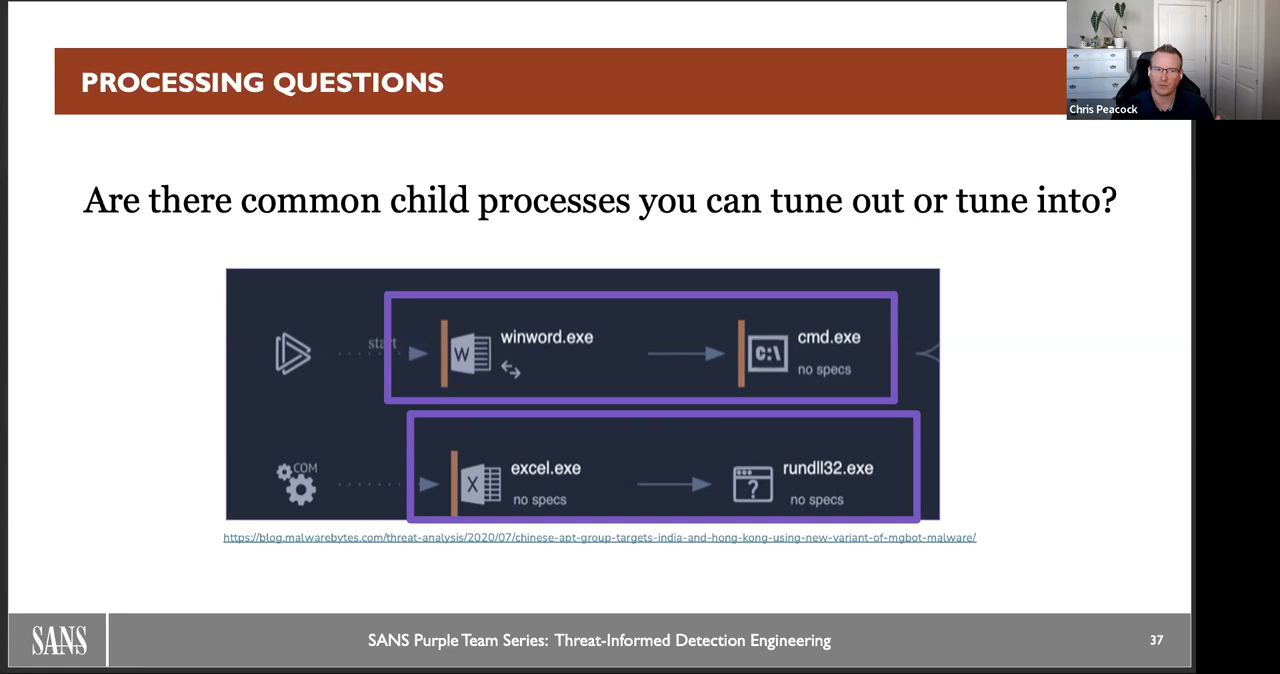 PROCESSING QUESTIONS
Chris Peacock
Are there common child processes you can tune out or tune into?
start
winword.exe
W
C:\
cmd.exe
no specs
COM
excel.exe
X
no specs
?
rundll32.exe
no specs
https://blog.malwarebytes.com/threat-analysis/2020/07/chinese-apt-group-targets-india-and-hong-kong-using-new-variant-of-mgbot-malware/
SANS
SANS Purple Team Series: Threat-Informed Detection Engineering
37